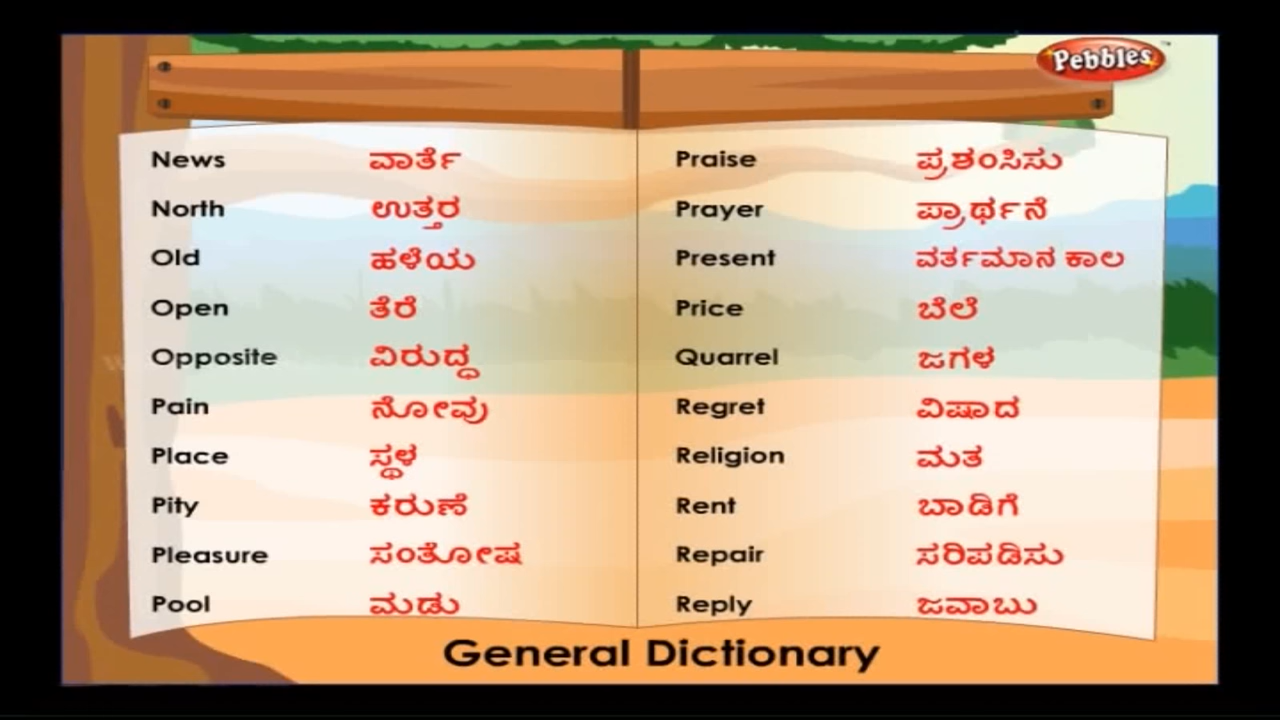 Pebbles™
News ವಾರ್ತೆ
North ಉತ್ತರ
Old ಹಳೆಯ
Open ತೆರೆ
Opposite ವಿರುದ್ಧ
Pain ನೋವು
Place ಸ್ಥಳ
Pity ಕರುಣೆ
Pleasure ಸಂತೋಷ
Pool ಮಡು
Praise ಪ್ರಶಂಸಿಸು
Prayer ಪ್ರಾರ್ಥನೆ
Present ವರ್ತಮಾನ ಕಾಲ
Price ಬೆಲೆ
Quarrel ಜಗಳ
Regret ವಿಷಾದ
Religion ಮತ
Rent ಬಾಡಿಗೆ
Repair ಸರಿಪಡಿಸು
Reply ಜವಾಬು
General Dictionary